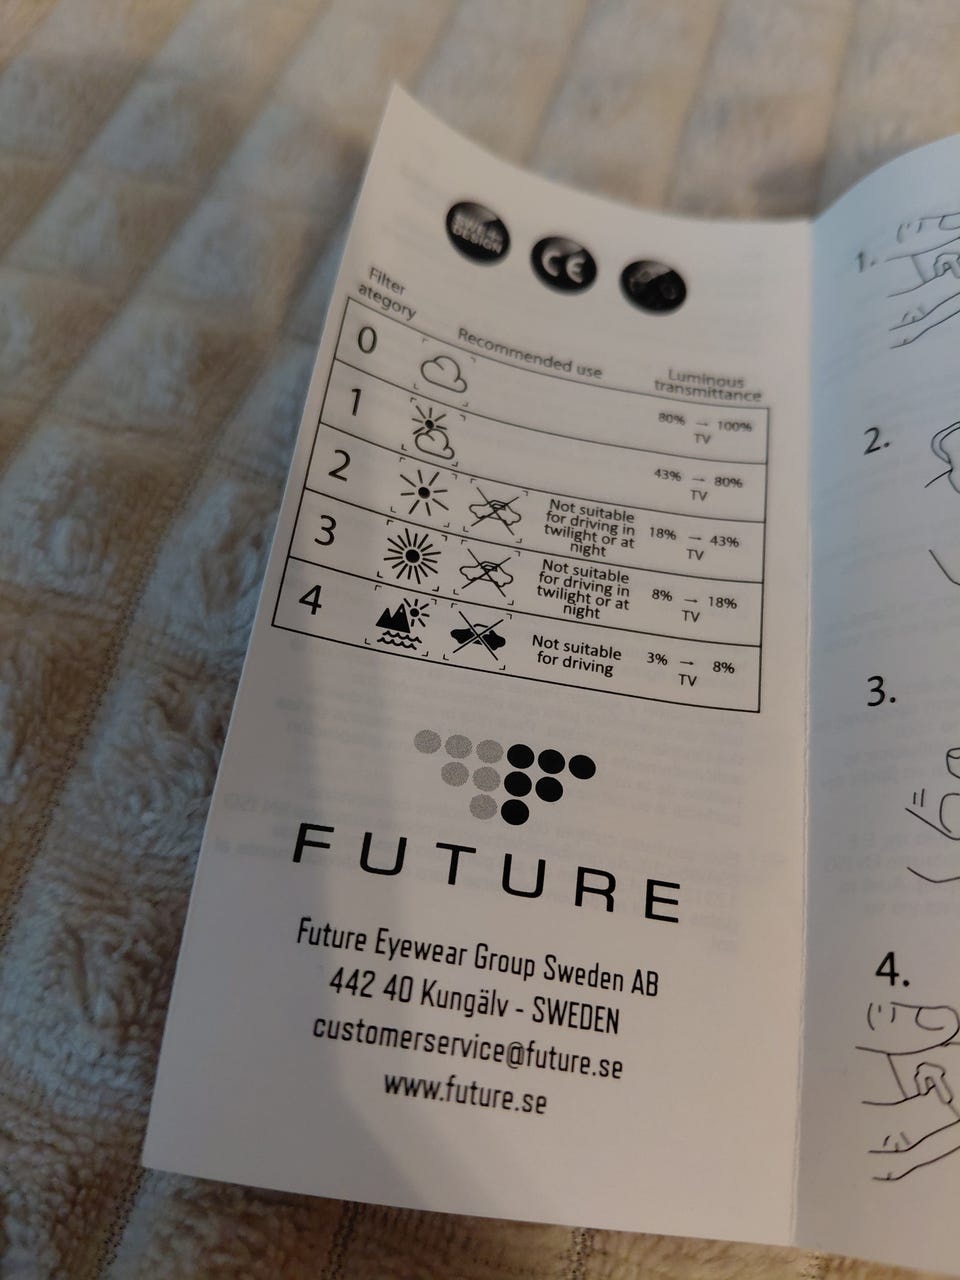 SWE
DESIGN
CE
Filter
ategory
Recommended use
Luminous
transmittance
0
80% → 100%
TV
1
43% → 80%
TV
2
Not suitable
for driving in
twilight or at
night
18% → 43%
TV
3
Not suitable
for driving in
twilight or at
night
8% → 18%
TV
4
Not suitable
for driving
3% → 8%
TV
FUTURE
Future Eyewear Group Sweden AB
442 40 Kungälv - SWEDEN
customerservice@future.se
www.future.se
1.
2.
3.
4.